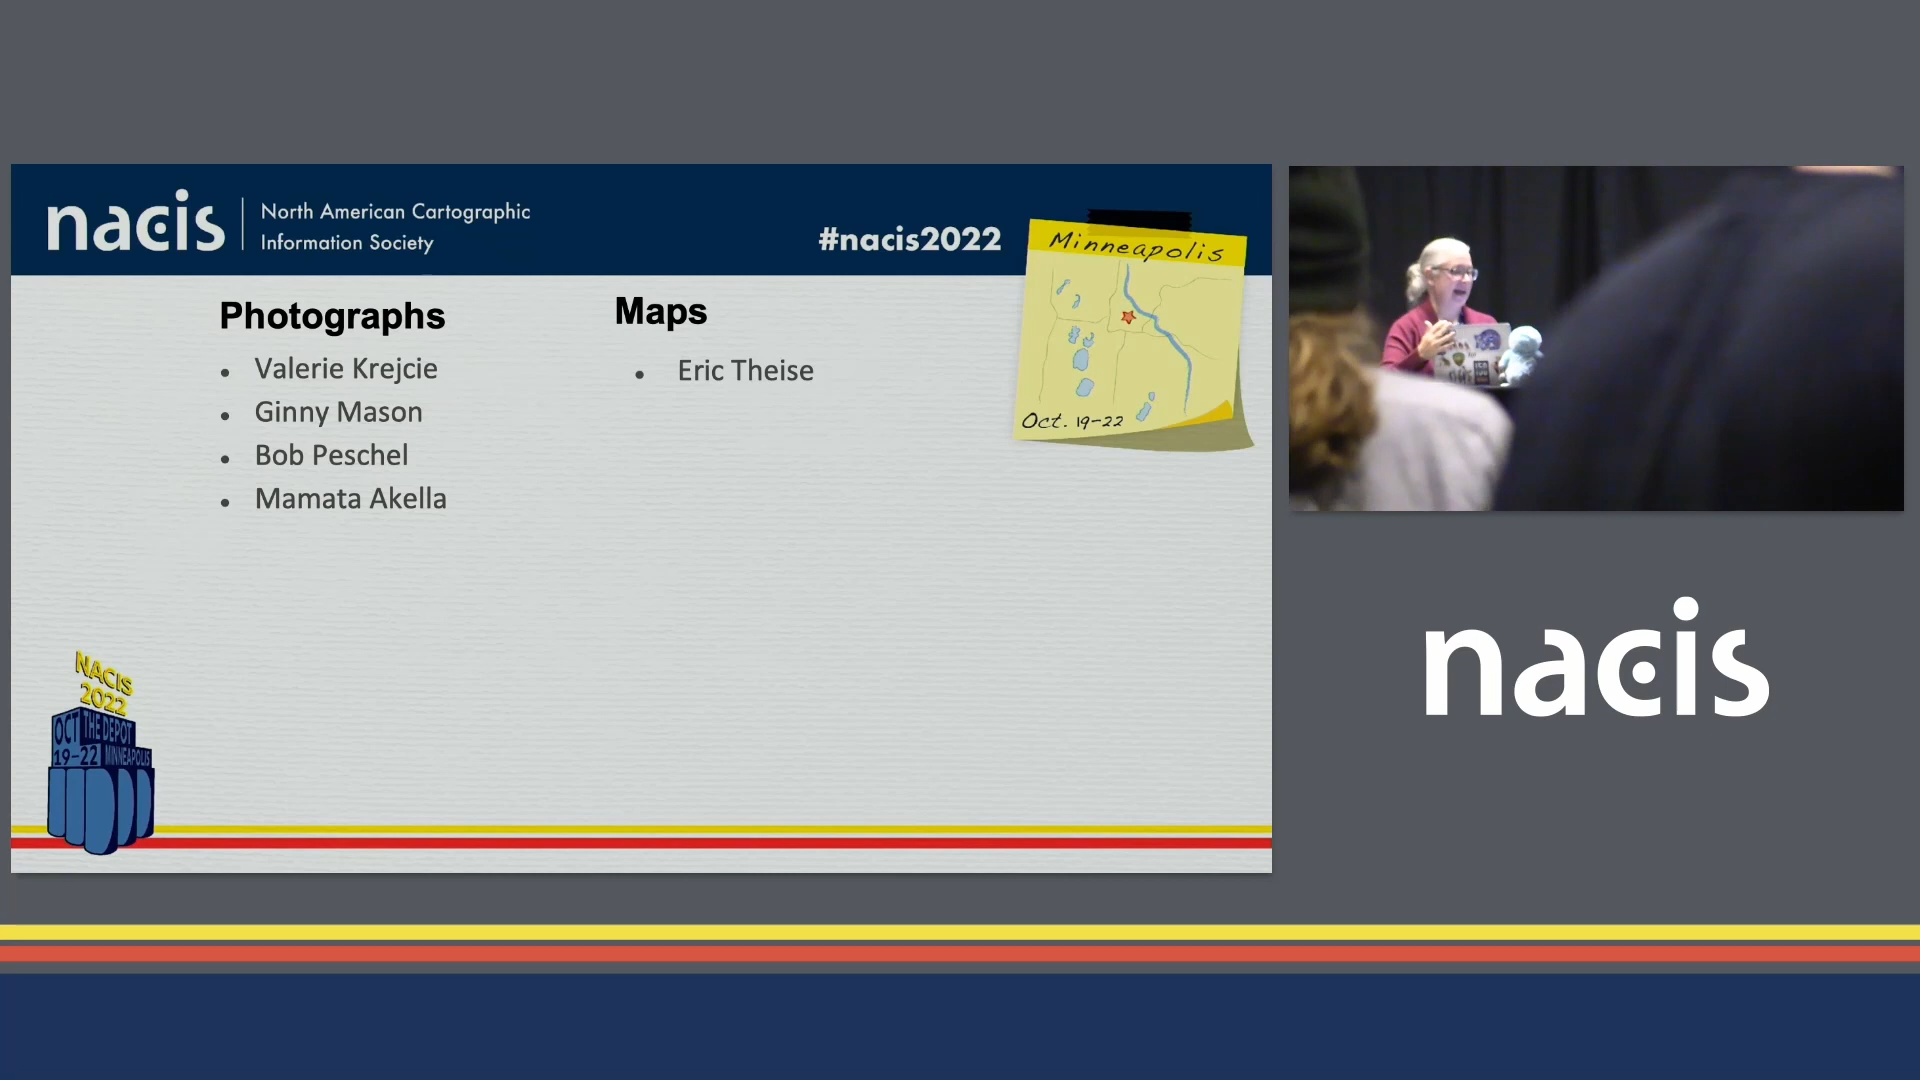 nacis
North American Cartographic
Information Society
#nacis2022
Minneapolis
Oct. 19-22
Photographs
• Valerie Krejcie
• Ginny Mason
• Bob Peschel
• Mamata Akella
Maps
• Eric Theise
NACIS
2022
OCT
19-22
THE DEPOT
MINNEAPOLIS
nacis